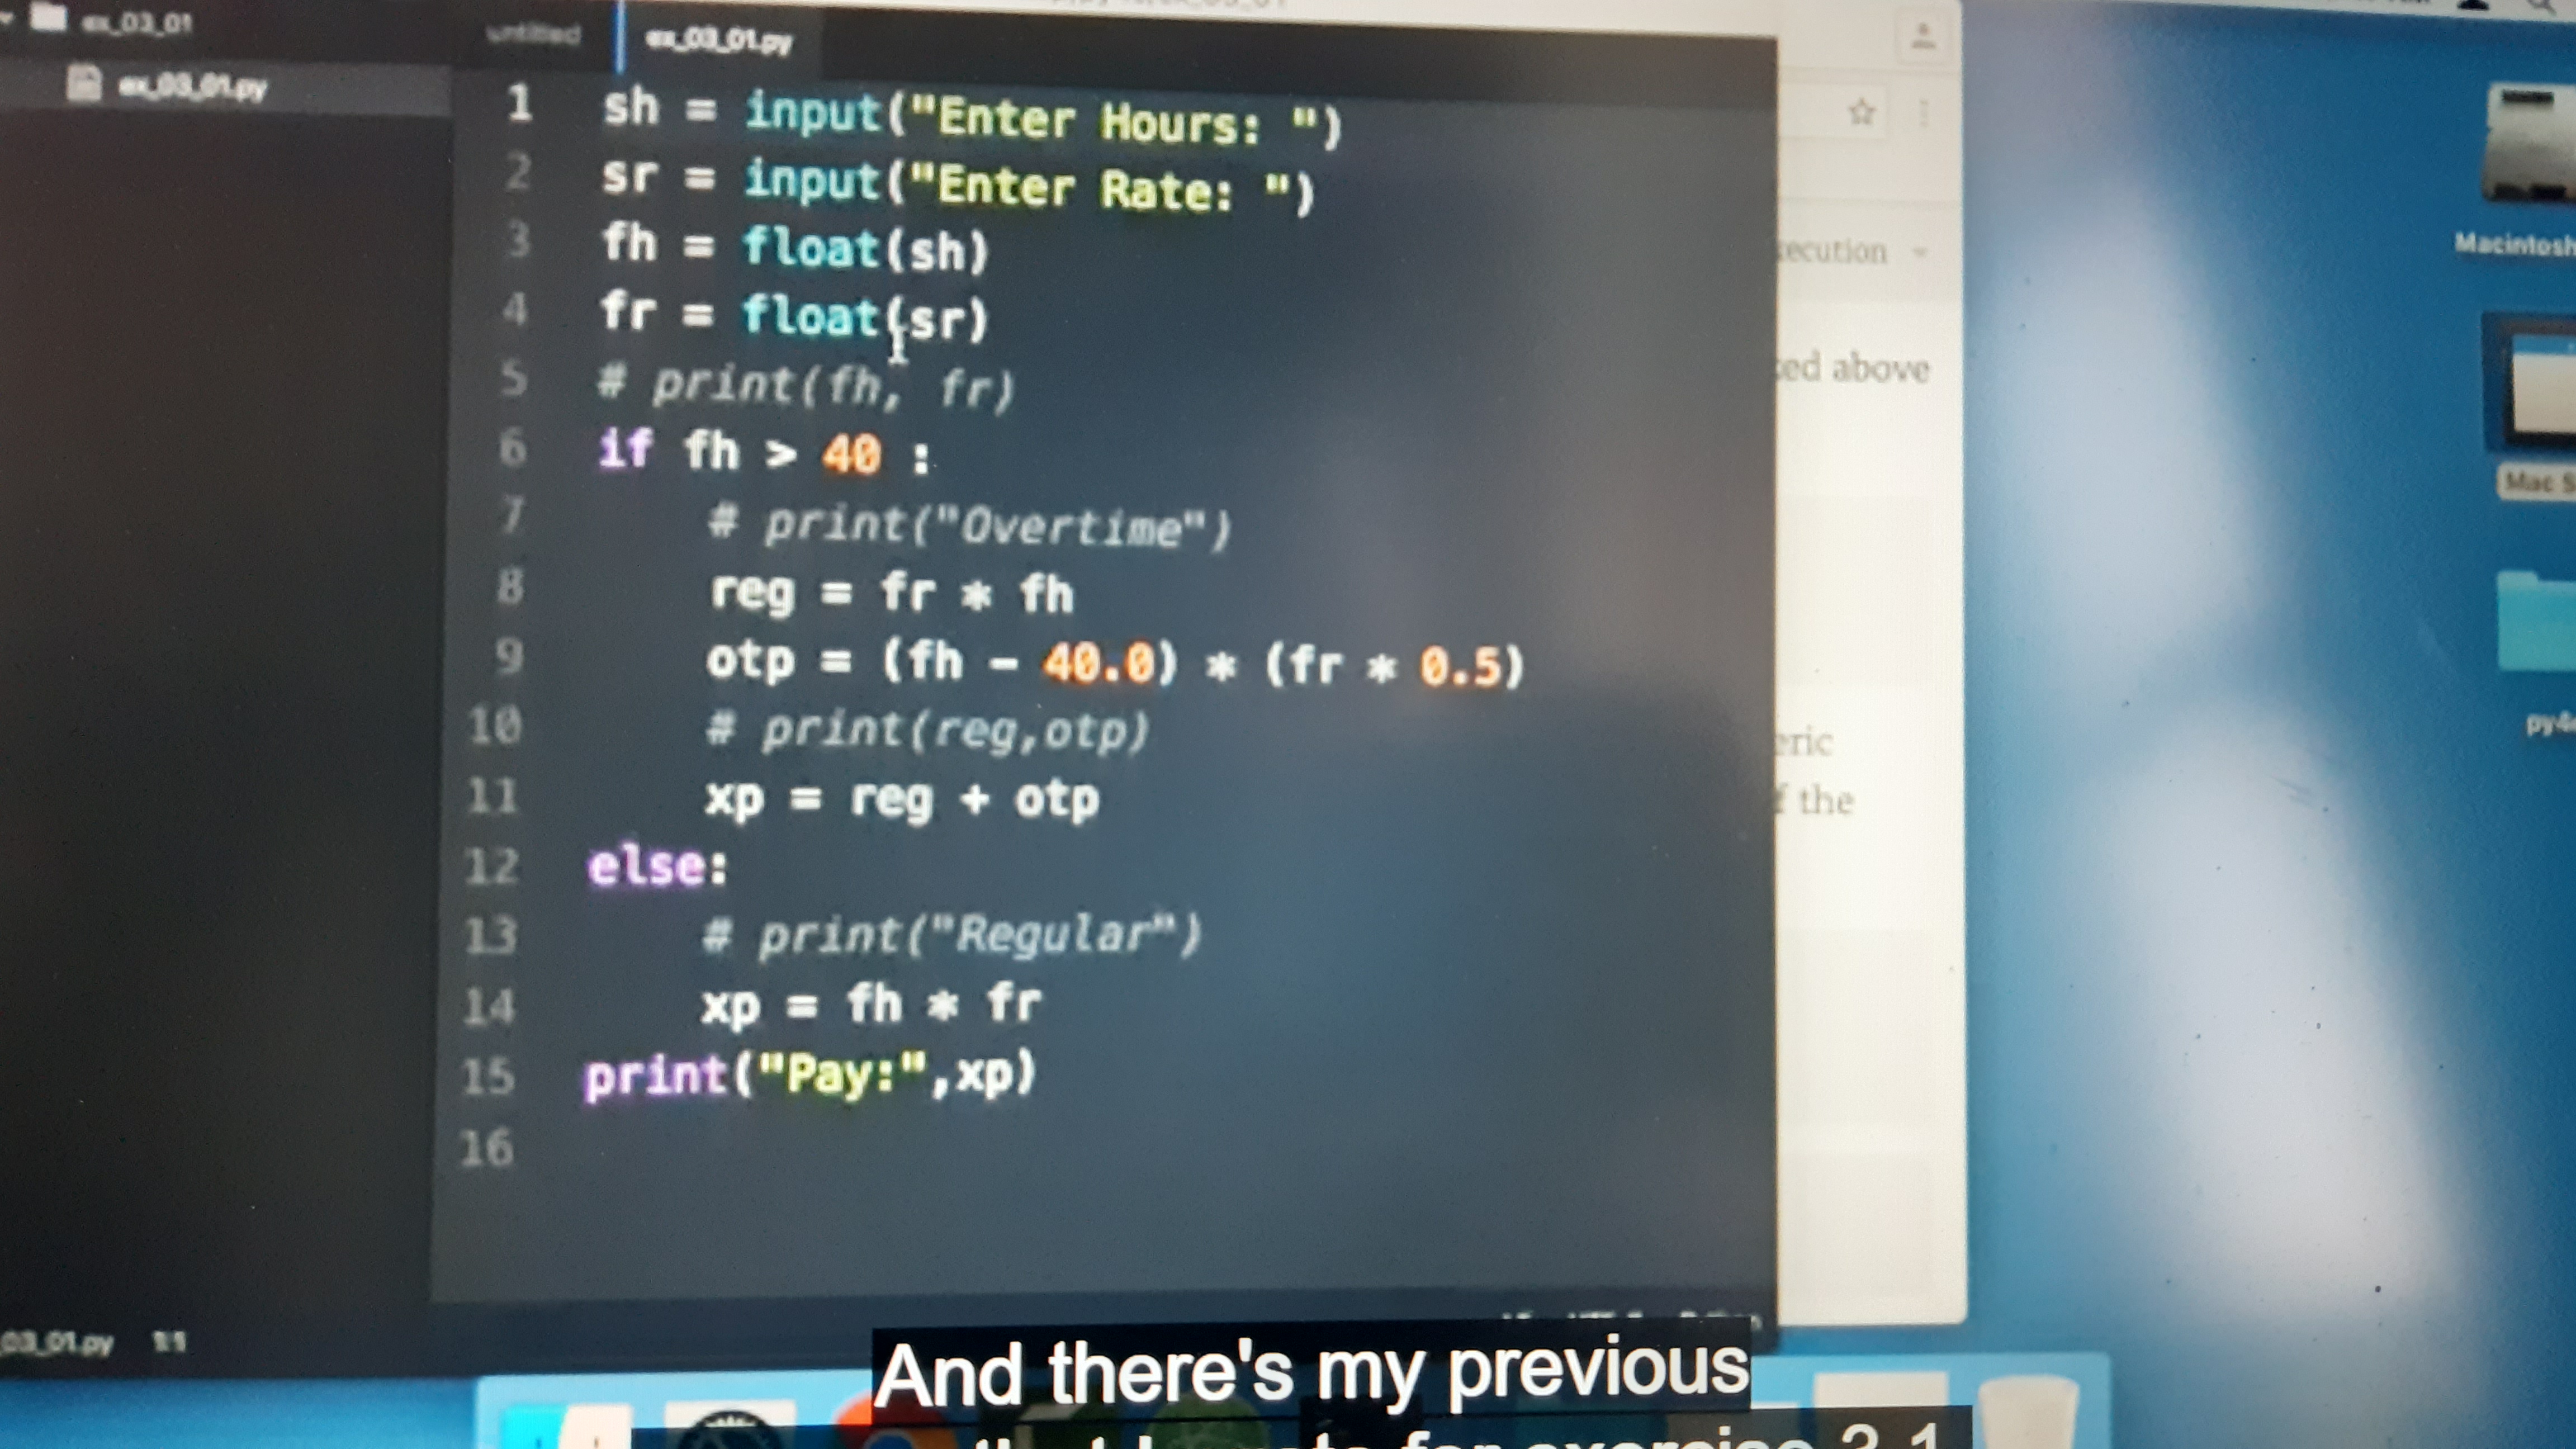 ex_03_01
ex_03_01.py
untitled
ex_03_01.py
1 sh = input("Enter Hours: ")
2 sr = input("Enter Rate: ")
3 fh = float(sh)
4 fr = float(sr)
5 # print(fh, fr)
6 if fh > 40 :
7 # print("Overtime")
8 reg = fr * fh
9 otp = (fh - 40.0) * (fr * 0.5)
10 # print(reg,otp)
11 xp = reg + otp
12 else:
13 # print("Regular")
14 xp = fh * fr
15 print("Pay:",xp)
16
ecution
ed above
eric
f the
Macintosh
Mac S
py4
03_01.py 1:1
And there's my previous
for exercise 3.1